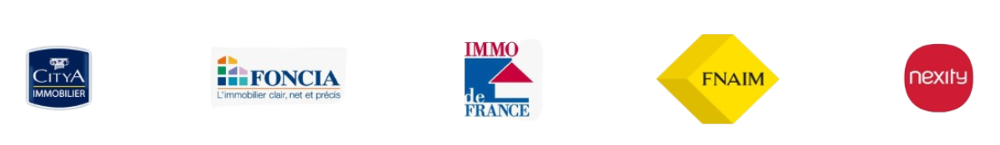 CITYA
IMMOBILIER
FONCIA
L'immobilier clair, net et précis
IMMO
de
FRANCE
FNAIM
nexity